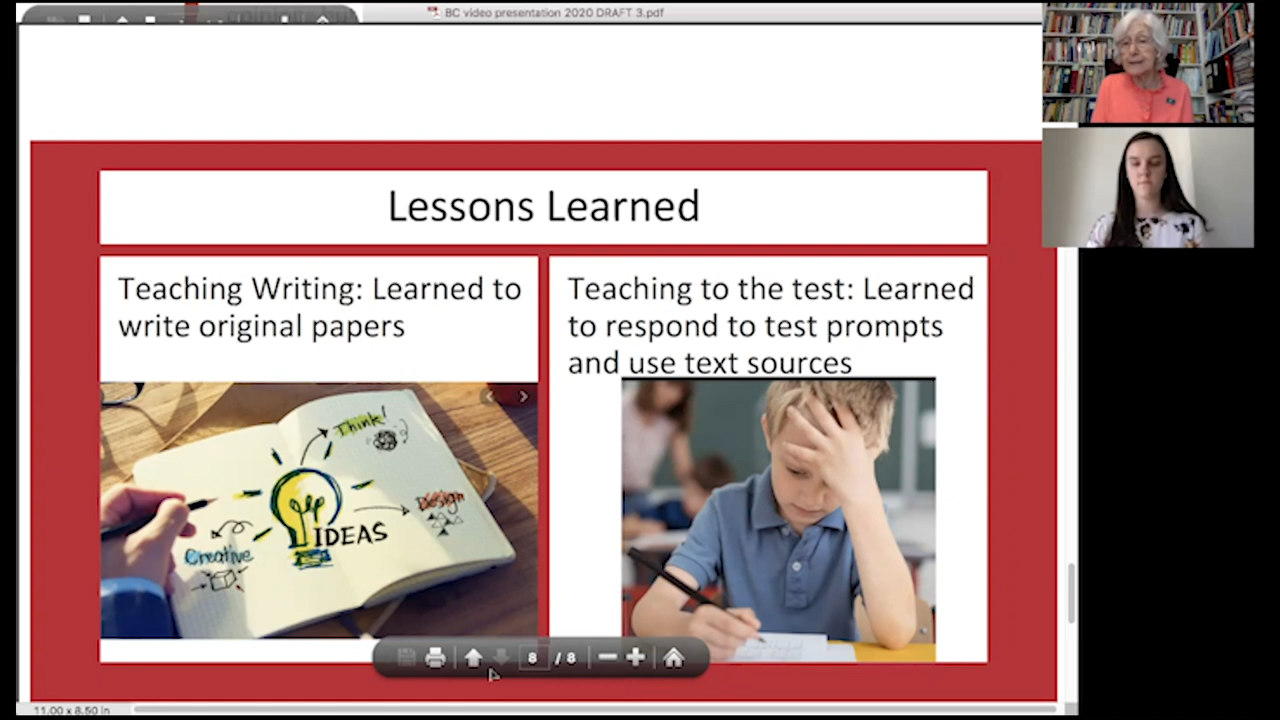 BC video presentation 2020 DRAFT 3.pdf
Lessons Learned
Teaching Writing: Learned to
write original papers
Teaching to the test: Learned
to respond to test prompts
and use text sources
Think!
Design
IDEAS
Creative
8 / 8
11.00 x 8.50 in